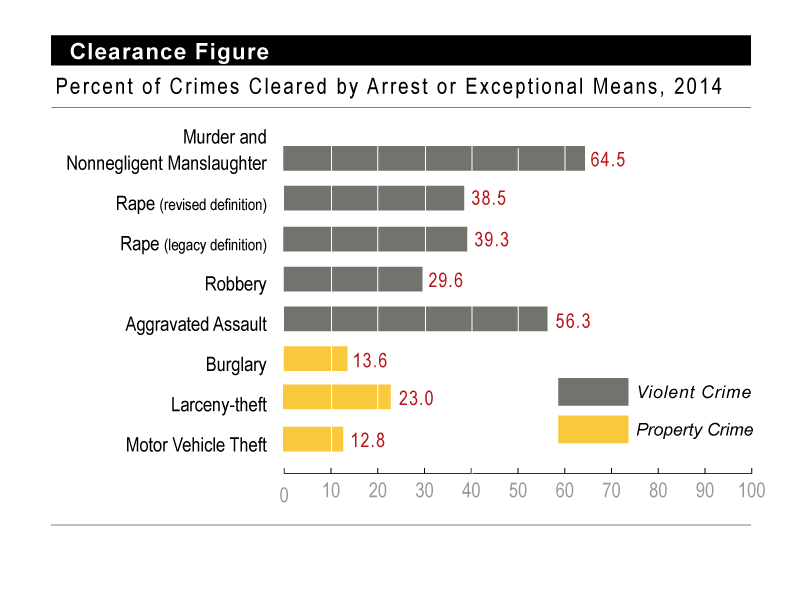 Clearance Figure
Percent of Crimes Cleared by Arrest or Exceptional Means, 2014
Murder and
Nonnegligent Manslaughter
64.5
Rape (revised definition)
38.5
Rape (legacy definition)
39.3
Robbery
29.6
Aggravated Assault
56.3
Burglary
13.6
Larceny-theft
23.0
Motor Vehicle Theft
12.8
Violent Crime
Property Crime
0 10 20 30 40 50 60 70 80 90 100